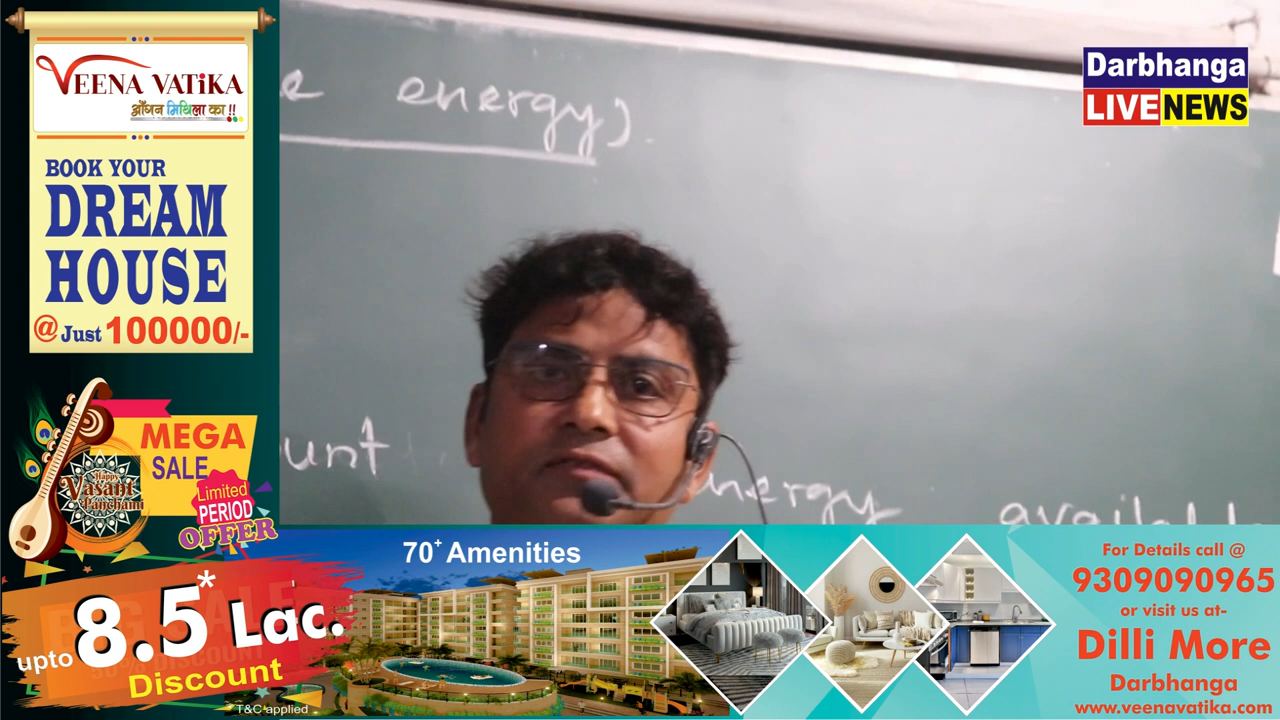 VEENA VATIKA
आँगन मिथिला का !!
BOOK YOUR
DREAM
HOUSE
@ Just 100000/-
MEGA
SALE
Happy
Vasant
Panchami
Limited
PERIOD
OFFER
upto 8.5* Lac.
Discount
T&C applied
70+ Amenities
e energy).
unt
energy available
Darbhanga
LIVE NEWS
For Details call @
9309090965
or visit us at-
Dilli More
Darbhanga
www.veenavatika.com